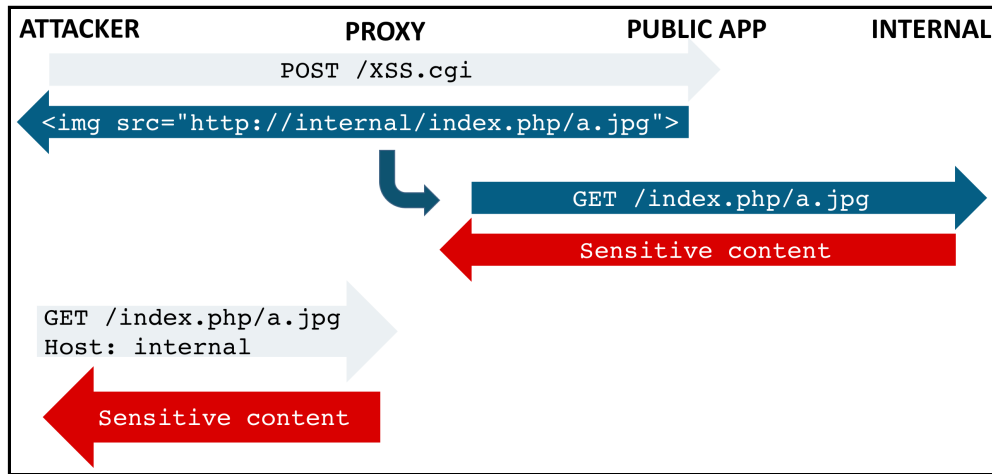 ATTACKER PROXY PUBLIC APP INTERNAL
POST /XSS.cgi
<img src="http://internal/index.php/a.jpg">
GET /index.php/a.jpg
Sensitive content
GET /index.php/a.jpg
Host: internal
Sensitive content